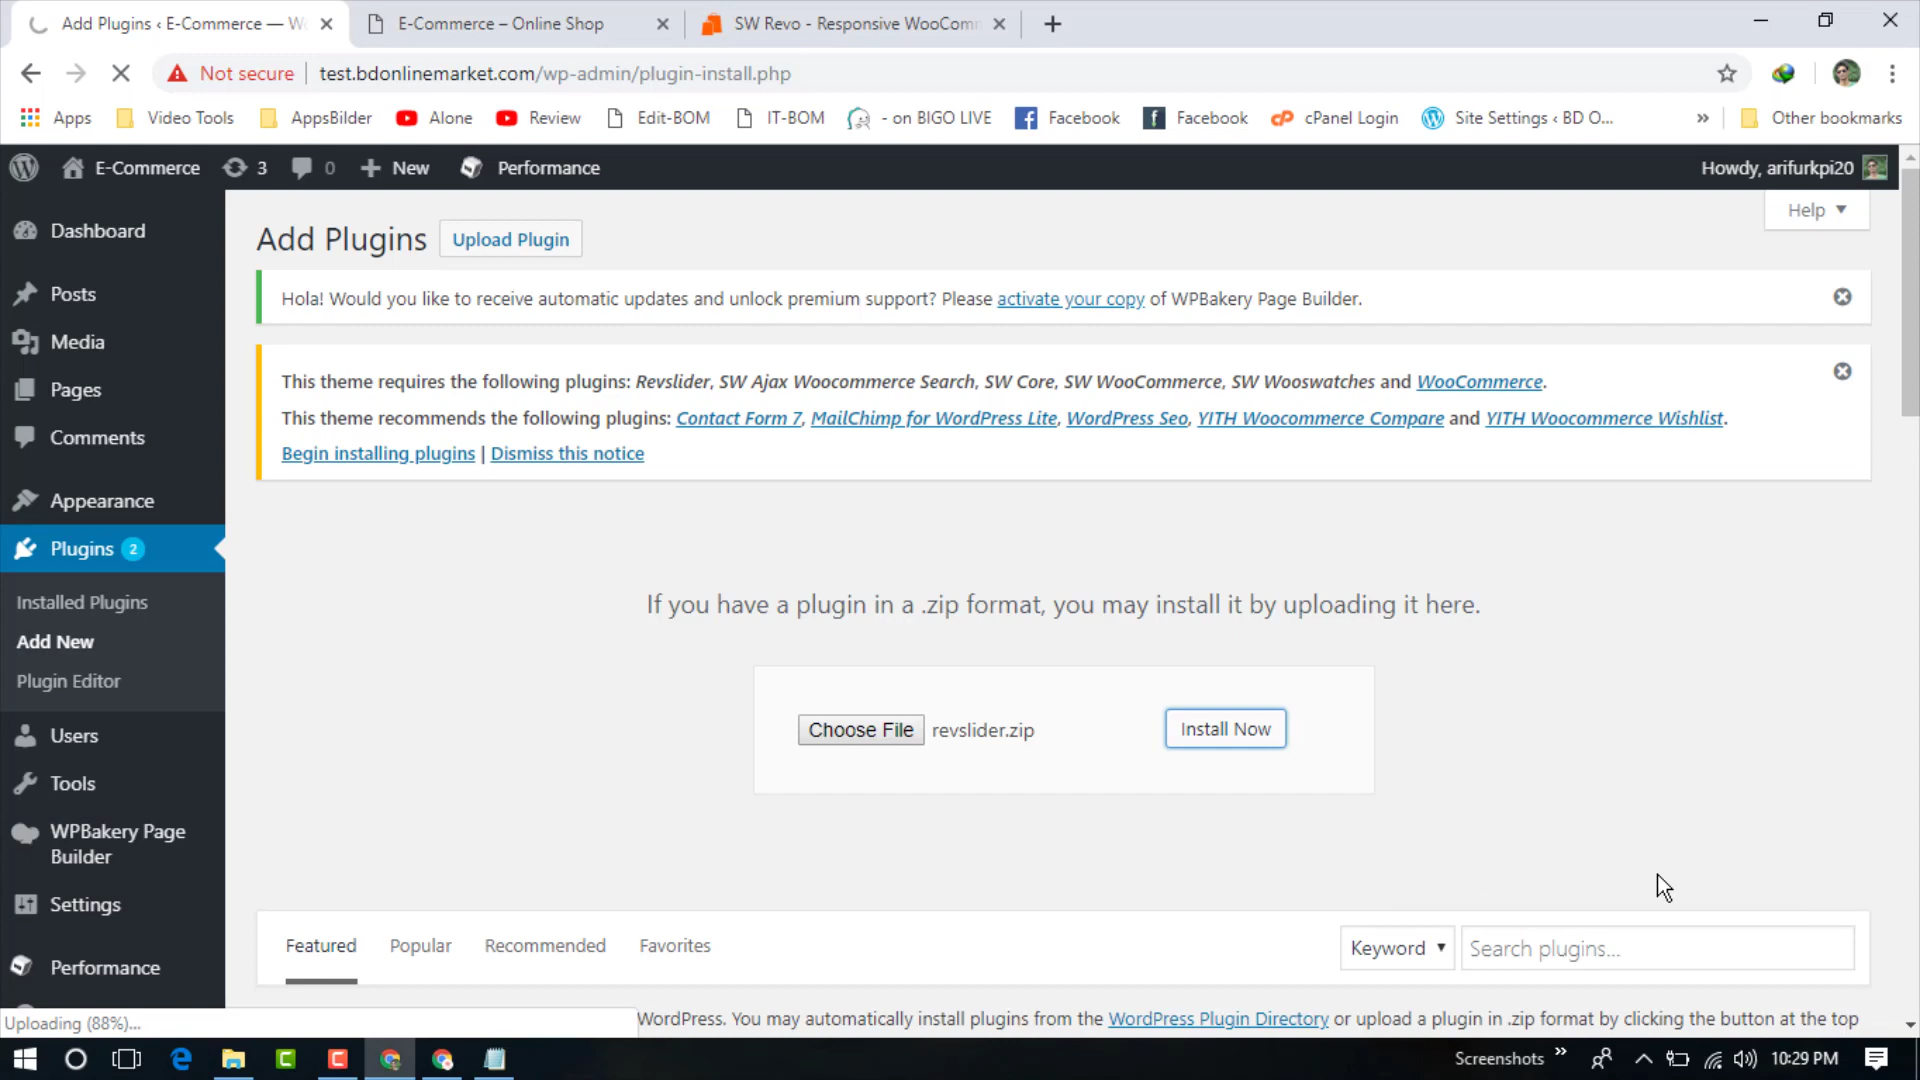 Add Plugins ‹ E-Commerce — Wo
E-Commerce – Online Shop
SW Revo - Responsive WooComm
Not secure
test.bdonlinemarket.com/wp-admin/plugin-install.php
Apps
Video Tools
AppsBilder
Alone
Review
Edit-BOM
IT-BOM
- on BIGO LIVE
Facebook
Facebook
cPanel Login
Site Settings ‹ BD O...
»
Other bookmarks
E-Commerce
3
0
New
Performance
Howdy, arifurkpi20
Help
Dashboard
Posts
Media
Pages
Comments
Appearance
Plugins 2
Installed Plugins
Add New
Plugin Editor
Users
Tools
WPBakery Page
Builder
Settings
Performance
Add Plugins
Upload Plugin
Hola! Would you like to receive automatic updates and unlock premium support? Please activate your copy of WPBakery Page Builder.
This theme requires the following plugins: Revslider, SW Ajax Woocommerce Search, SW Core, SW WooCommerce, SW Wooswatches and WooCommerce.
This theme recommends the following plugins: Contact Form 7, MailChimp for WordPress Lite, WordPress Seo, YITH Woocommerce Compare and YITH Woocommerce Wishlist.
Begin installing plugins | Dismiss this notice
If you have a plugin in a .zip format, you may install it by uploading it here.
Choose File revslider.zip
Install Now
Featured
Popular
Recommended
Favorites
Keyword
Search plugins...
WordPress. You may automatically install plugins from the WordPress Plugin Directory or upload a plugin in .zip format by clicking the button at the top
Uploading (88%)...
Screenshots
»
10:29 PM